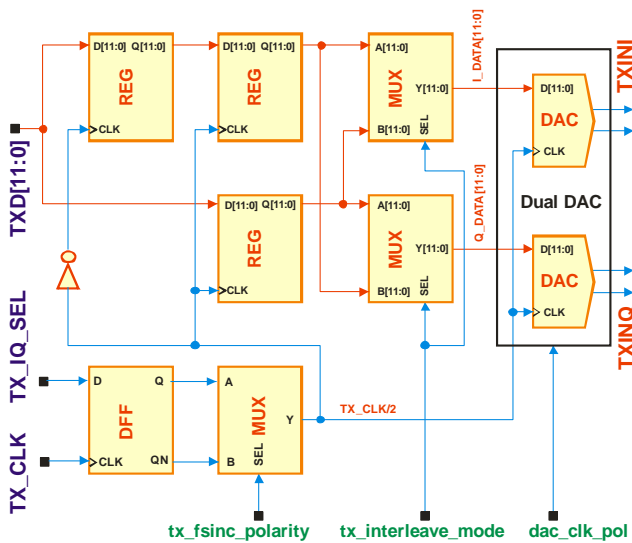 D[11:0] Q[11:0]
REG
CLK
D[11:0] Q[11:0]
REG
CLK
A[11:0]
MUX
Y[11:0]
B[11:0]
SEL
I_DATA[11:0]
D[11:0]
DAC
CLK
TXINI
TXD[11:0]
Dual DAC
D[11:0] Q[11:0]
REG
CLK
A[11:0]
MUX
Y[11:0]
SEL
B[11:0]
Q_DATA[11:0]
D[11:0]
DAC
CLK
TXINQ
TX_IQ_SEL
TX_CLK
D Q
DFF
CLK QN
A
MUX
Y
B
SEL
TX_CLK/2
tx_fsinc_polarity
tx_interleave_mode
dac_clk_pol